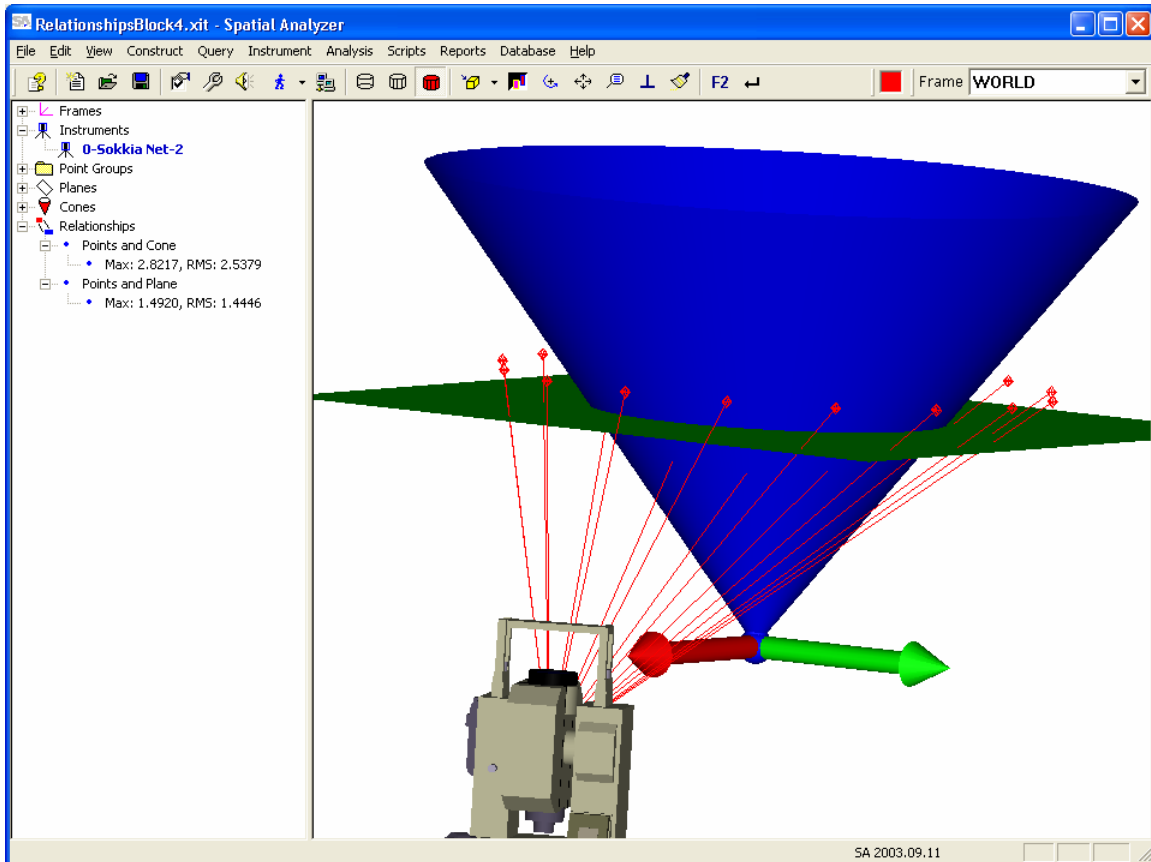 RelationshipsBlock4.xit - Spatial Analyzer
File Edit View Construct Query Instrument Analysis Scripts Reports Database Help
F2 Frame WORLD
Frames
Instruments
0-Sokkia Net-2
Point Groups
Planes
Cones
Relationships
Points and Cone
Max: 2.8217, RMS: 2.5379
Points and Plane
Max: 1.4920, RMS: 1.4446
SA 2003.09.11